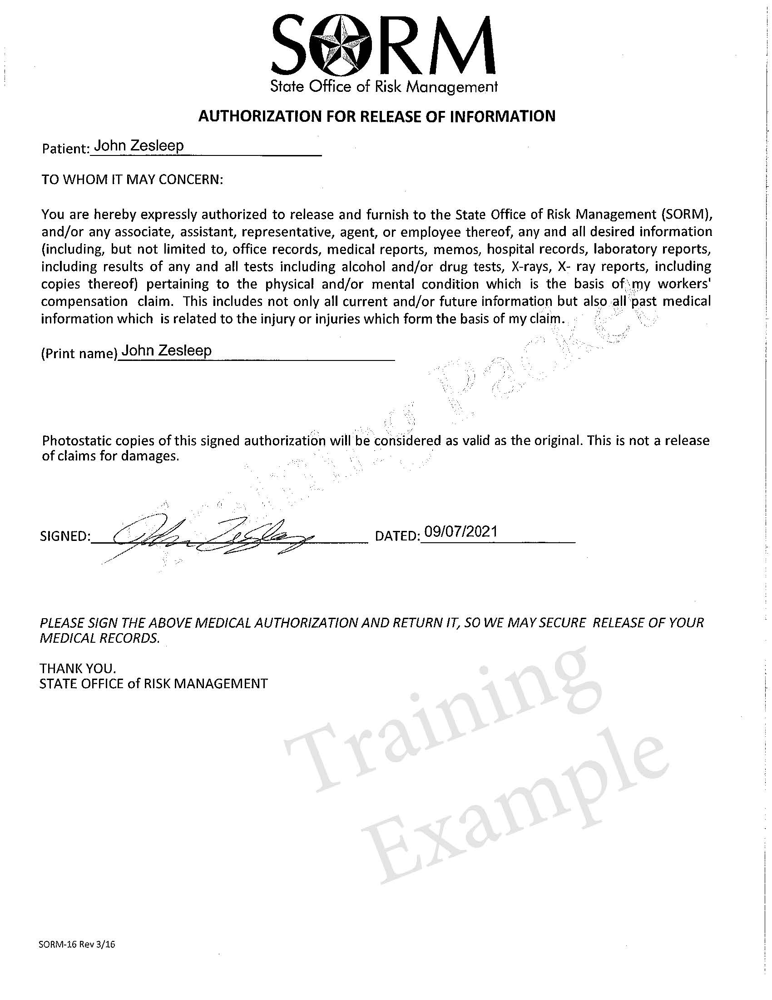 SORM
State Office of Risk Management
AUTHORIZATION FOR RELEASE OF INFORMATION
Patient: John Zesleep
TO WHOM IT MAY CONCERN:
You are hereby expressly authorized to release and furnish to the State Office of Risk Management (SORM),
and/or any associate, assistant, representative, agent, or employee thereof, any and all desired information
(including, but not limited to, office records, medical reports, memos, hospital records, laboratory reports,
including results of any and all tests including alcohol and/or drug tests, X-rays, X- ray reports, including
copies thereof) pertaining to the physical and/or mental condition which is the basis of my workers'
compensation claim. This includes not only all current and/or future information but also all past medical
information which is related to the injury or injuries which form the basis of my claim.
(Print name) John Zesleep
Training Packet
Photostatic copies of this signed authorization will be considered as valid as the original. This is not a release
of claims for damages.
SIGNED: John Zesleep DATED: 09/07/2021
PLEASE SIGN THE ABOVE MEDICAL AUTHORIZATION AND RETURN IT, SO WE MAY SECURE RELEASE OF YOUR
MEDICAL RECORDS.
THANK YOU.
STATE OFFICE of RISK MANAGEMENT
Training
Example
SORM-16 Rev 3/16